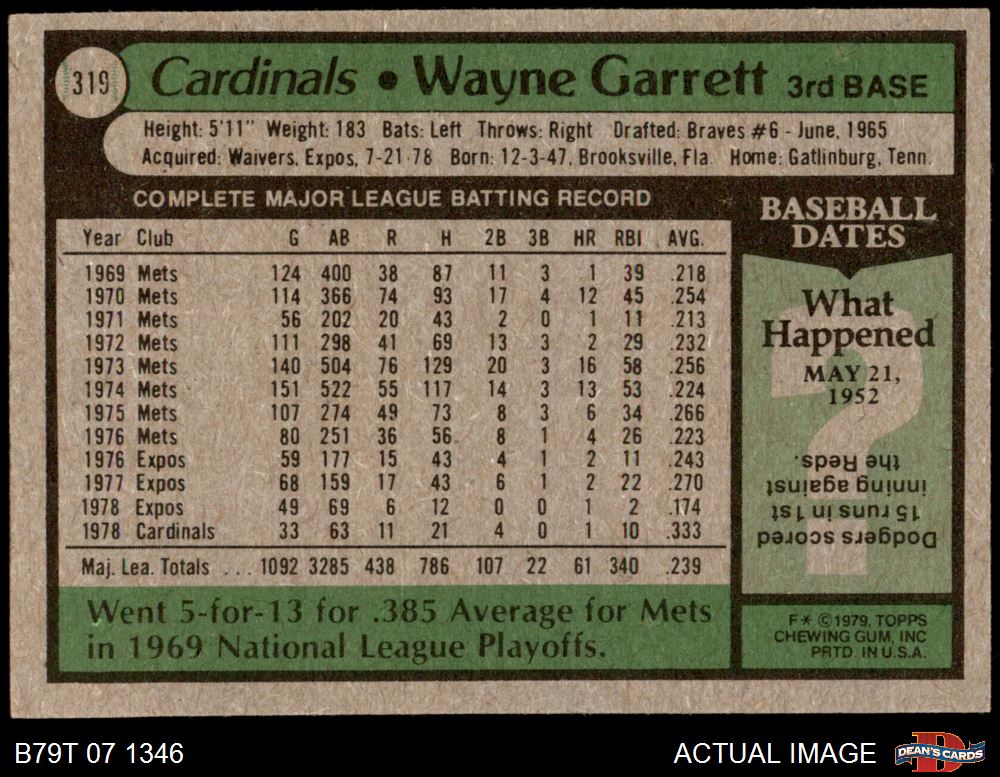 319
Cardinals • Wayne Garrett 3rd BASE
Height: 5'11" Weight: 183 Bats: Left Throws: Right Drafted: Braves #6 - June, 1965
Acquired: Waivers, Expos, 7-21-78 Born: 12-3-47, Brooksville, Fla. Home: Gatlinburg, Tenn.
COMPLETE MAJOR LEAGUE BATTING RECORD
Year Club G AB R H 2B 3B HR RBI AVG.
1969 Mets 124 400 38 87 11 3 1 39 .218
1970 Mets 114 366 74 93 17 4 12 45 .254
1971 Mets 56 202 20 43 2 0 1 11 .213
1972 Mets 111 298 41 69 13 3 2 29 .232
1973 Mets 140 504 76 129 20 3 16 58 .256
1974 Mets 151 522 55 117 14 3 13 53 .224
1975 Mets 107 274 49 73 8 3 6 34 .266
1976 Mets 80 251 36 56 8 1 4 26 .223
1976 Expos 59 177 15 43 4 1 2 11 .243
1977 Expos 68 159 17 43 6 1 2 22 .270
1978 Expos 49 69 6 12 0 0 1 2 .174
1978 Cardinals 33 63 11 21 4 0 1 10 .333
Maj. Lea. Totals ... 1092 3285 438 786 107 22 61 340 .239
Went 5-for-13 for .385 Average for Mets
in 1969 National League Playoffs.
BASEBALL
DATES
What
Happened
MAY 21,
1952
Dodgers scored
15 runs in 1st
inning against
the Reds.
F* ©1979, TOPPS
CHEWING GUM, INC
PRTD. IN U.S.A.
B79T 07 1346
ACTUAL IMAGE
D
DEAN'S CARDS